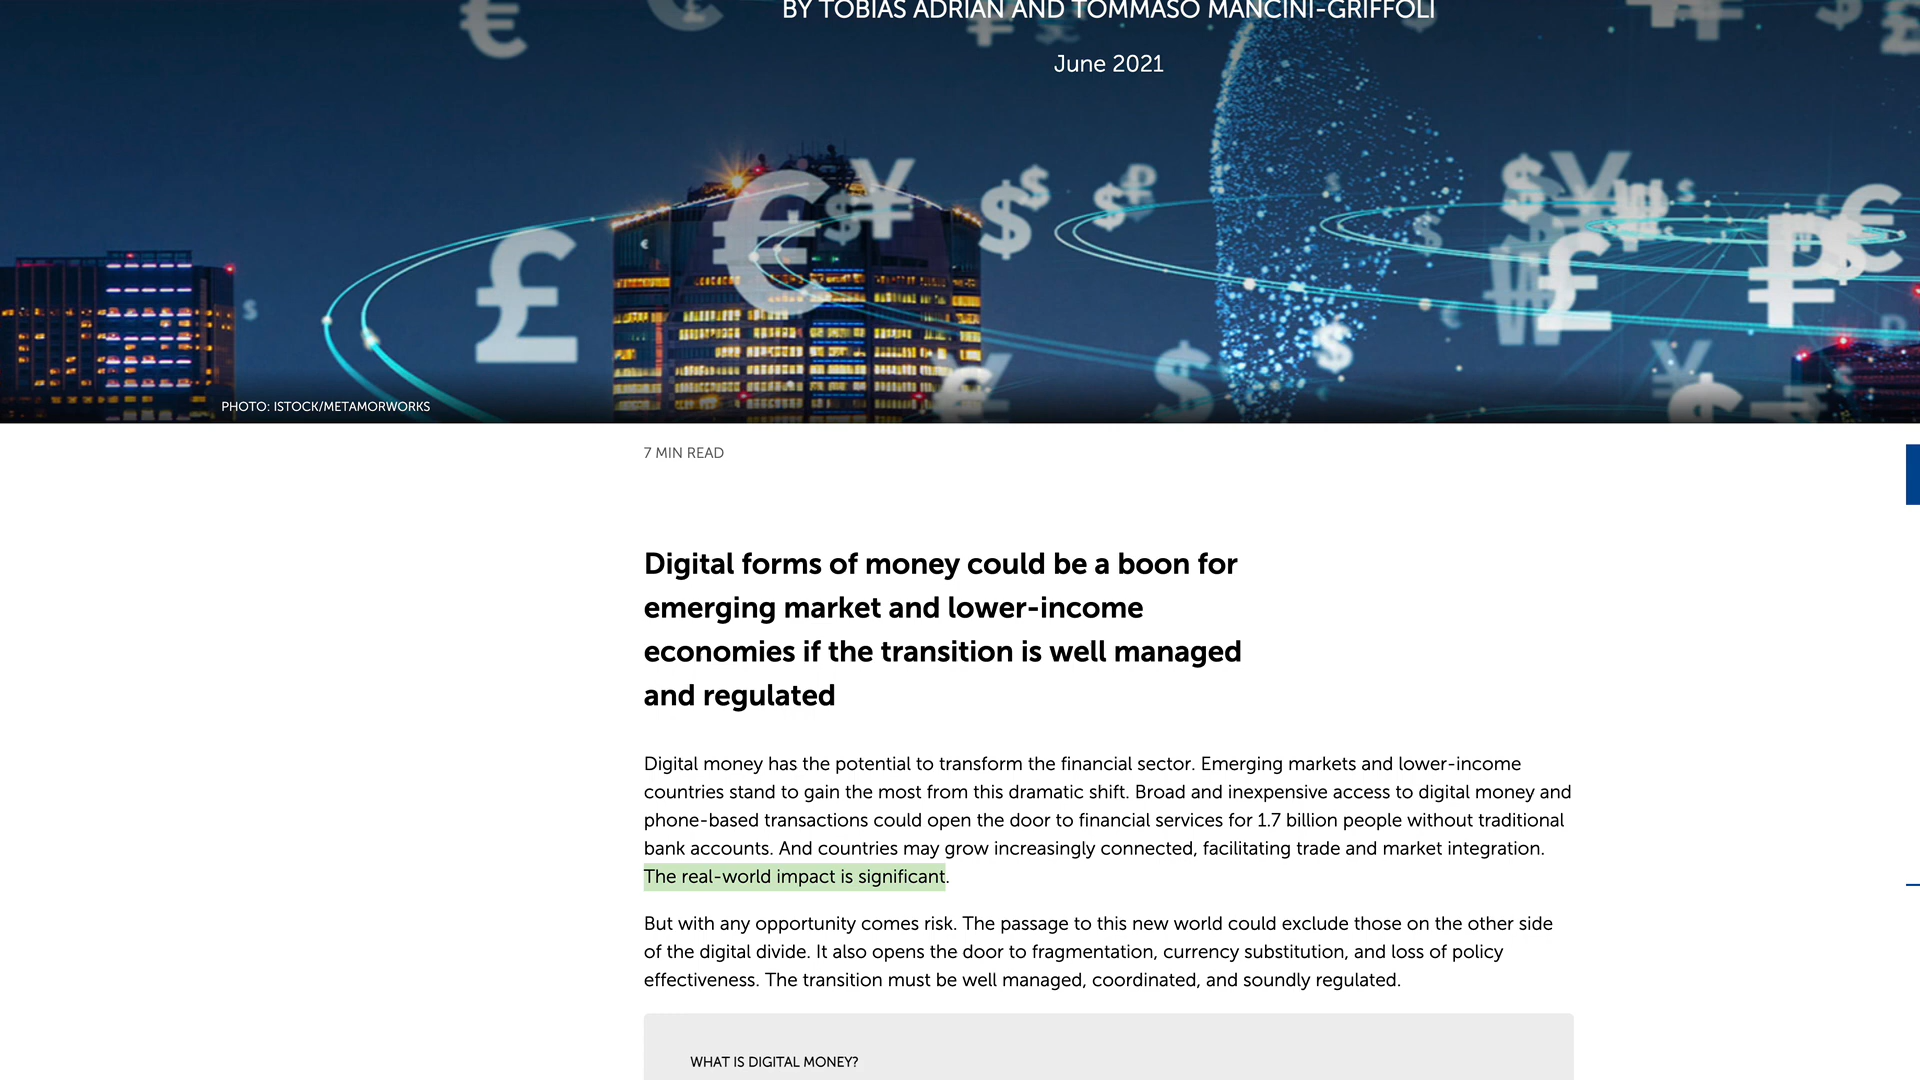 BY TOBIAS ADRIAN AND TOMMASO MANCINI-GRIFFOLI
June 2021
PHOTO: ISTOCK/METAMORWORKS
7 MIN READ
Digital forms of money could be a boon for
emerging market and lower-income
economies if the transition is well managed
and regulated
Digital money has the potential to transform the financial sector. Emerging markets and lower-income
countries stand to gain the most from this dramatic shift. Broad and inexpensive access to digital money and
phone-based transactions could open the door to financial services for 1.7 billion people without traditional
bank accounts. And countries may grow increasingly connected, facilitating trade and market integration.
The real-world impact is significant.
But with any opportunity comes risk. The passage to this new world could exclude those on the other side
of the digital divide. It also opens the door to fragmentation, currency substitution, and loss of policy
effectiveness. The transition must be well managed, coordinated, and soundly regulated.
WHAT IS DIGITAL MONEY?